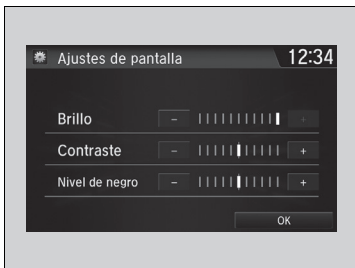 Ajustes de pantalla 12:34
Brillo - +
Contraste - +
Nivel de negro - +
OK